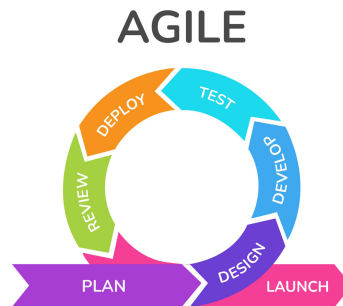 AGILE
PLAN
DESIGN
DEVELOP
TEST
DEPLOY
REVIEW
LAUNCH